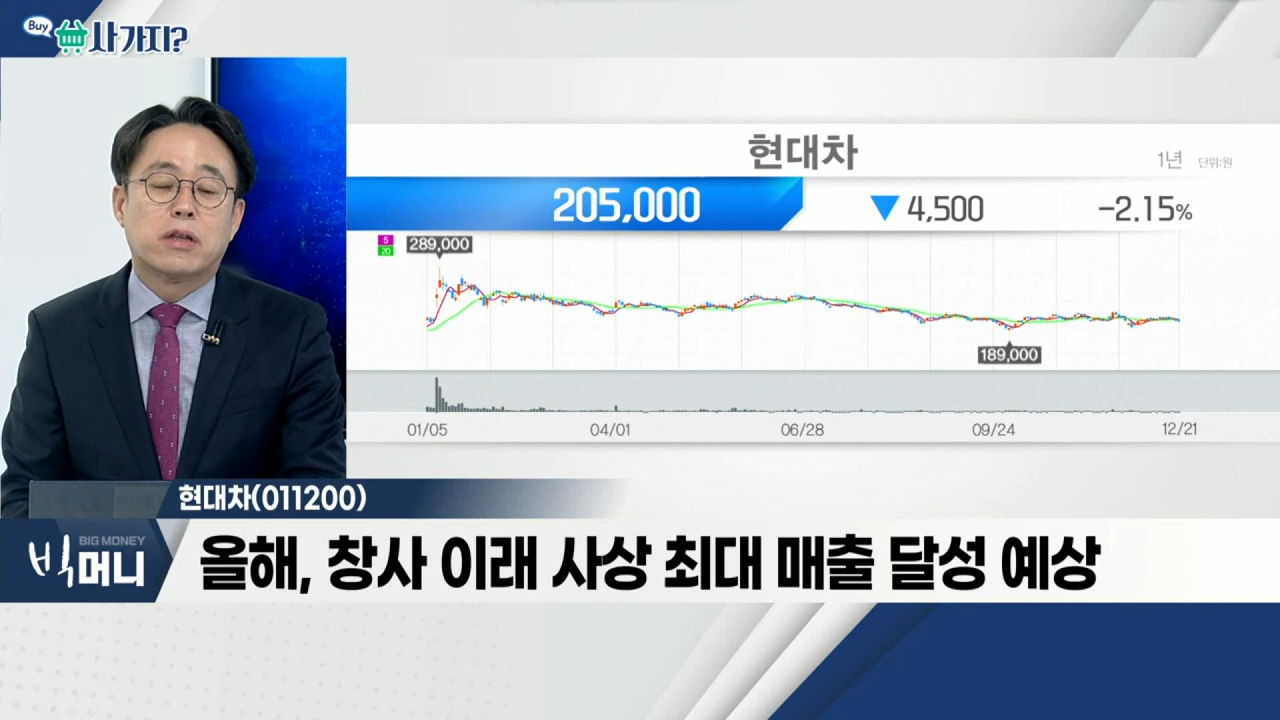 Buy
사가지?
현대차
1년 단위:원
205,000 ▼4,500 -2.15%
5
20
289,000
189,000
01/05 04/01 06/28 09/24 12/21
현대차(011200)
BIG MONEY
빅머니
올해, 창사 이래 사상 최대 매출 달성 예상